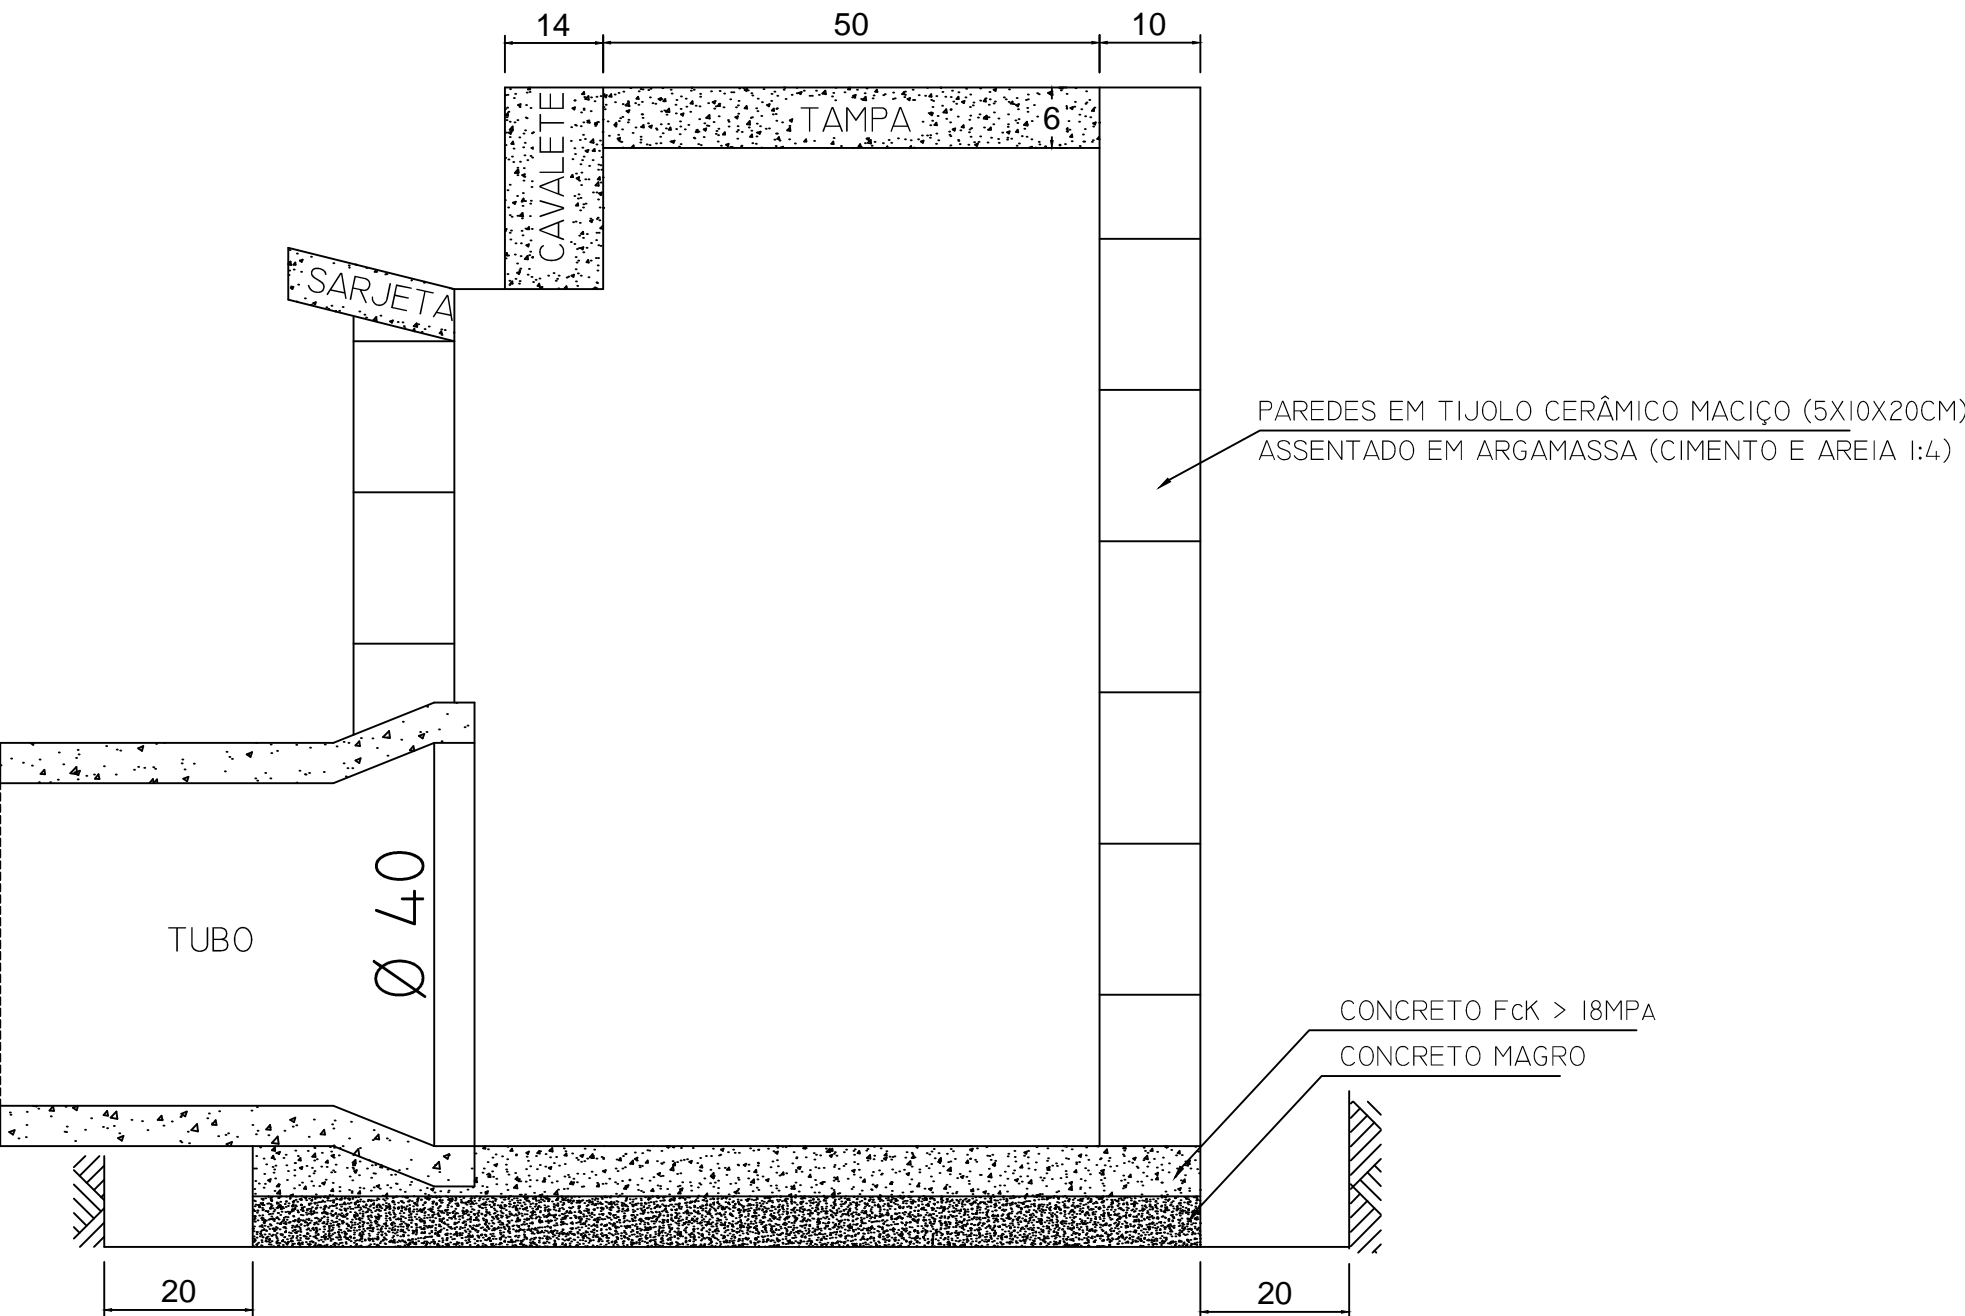 14
50
10
CAVALETE
TAMPA
6
SARJETA
PAREDES EM TIJOLO CERÂMICO MACIÇO (5X10X20CM)
ASSENTADO EM ARGAMASSA (CIMENTO E AREIA 1:4)
Ø 40
TUBO
CONCRETO FcK > 18MPA
CONCRETO MAGRO
20
20